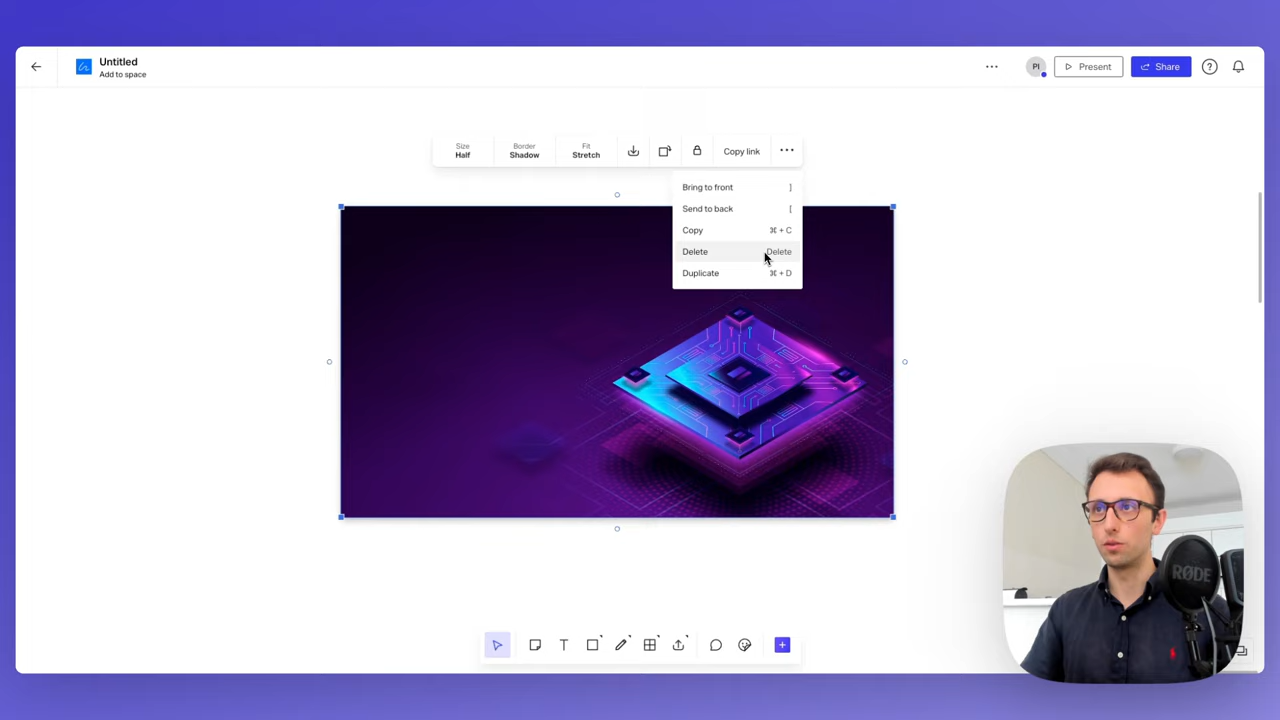 Untitled
Add to space
PI
Present
Share
?
Size
Half
Border
Shadow
Fit
Stretch
Copy link
Bring to front ]
Send to back [
Copy ⌘ + C
Delete Delete
Duplicate ⌘ + D
T
RØDE